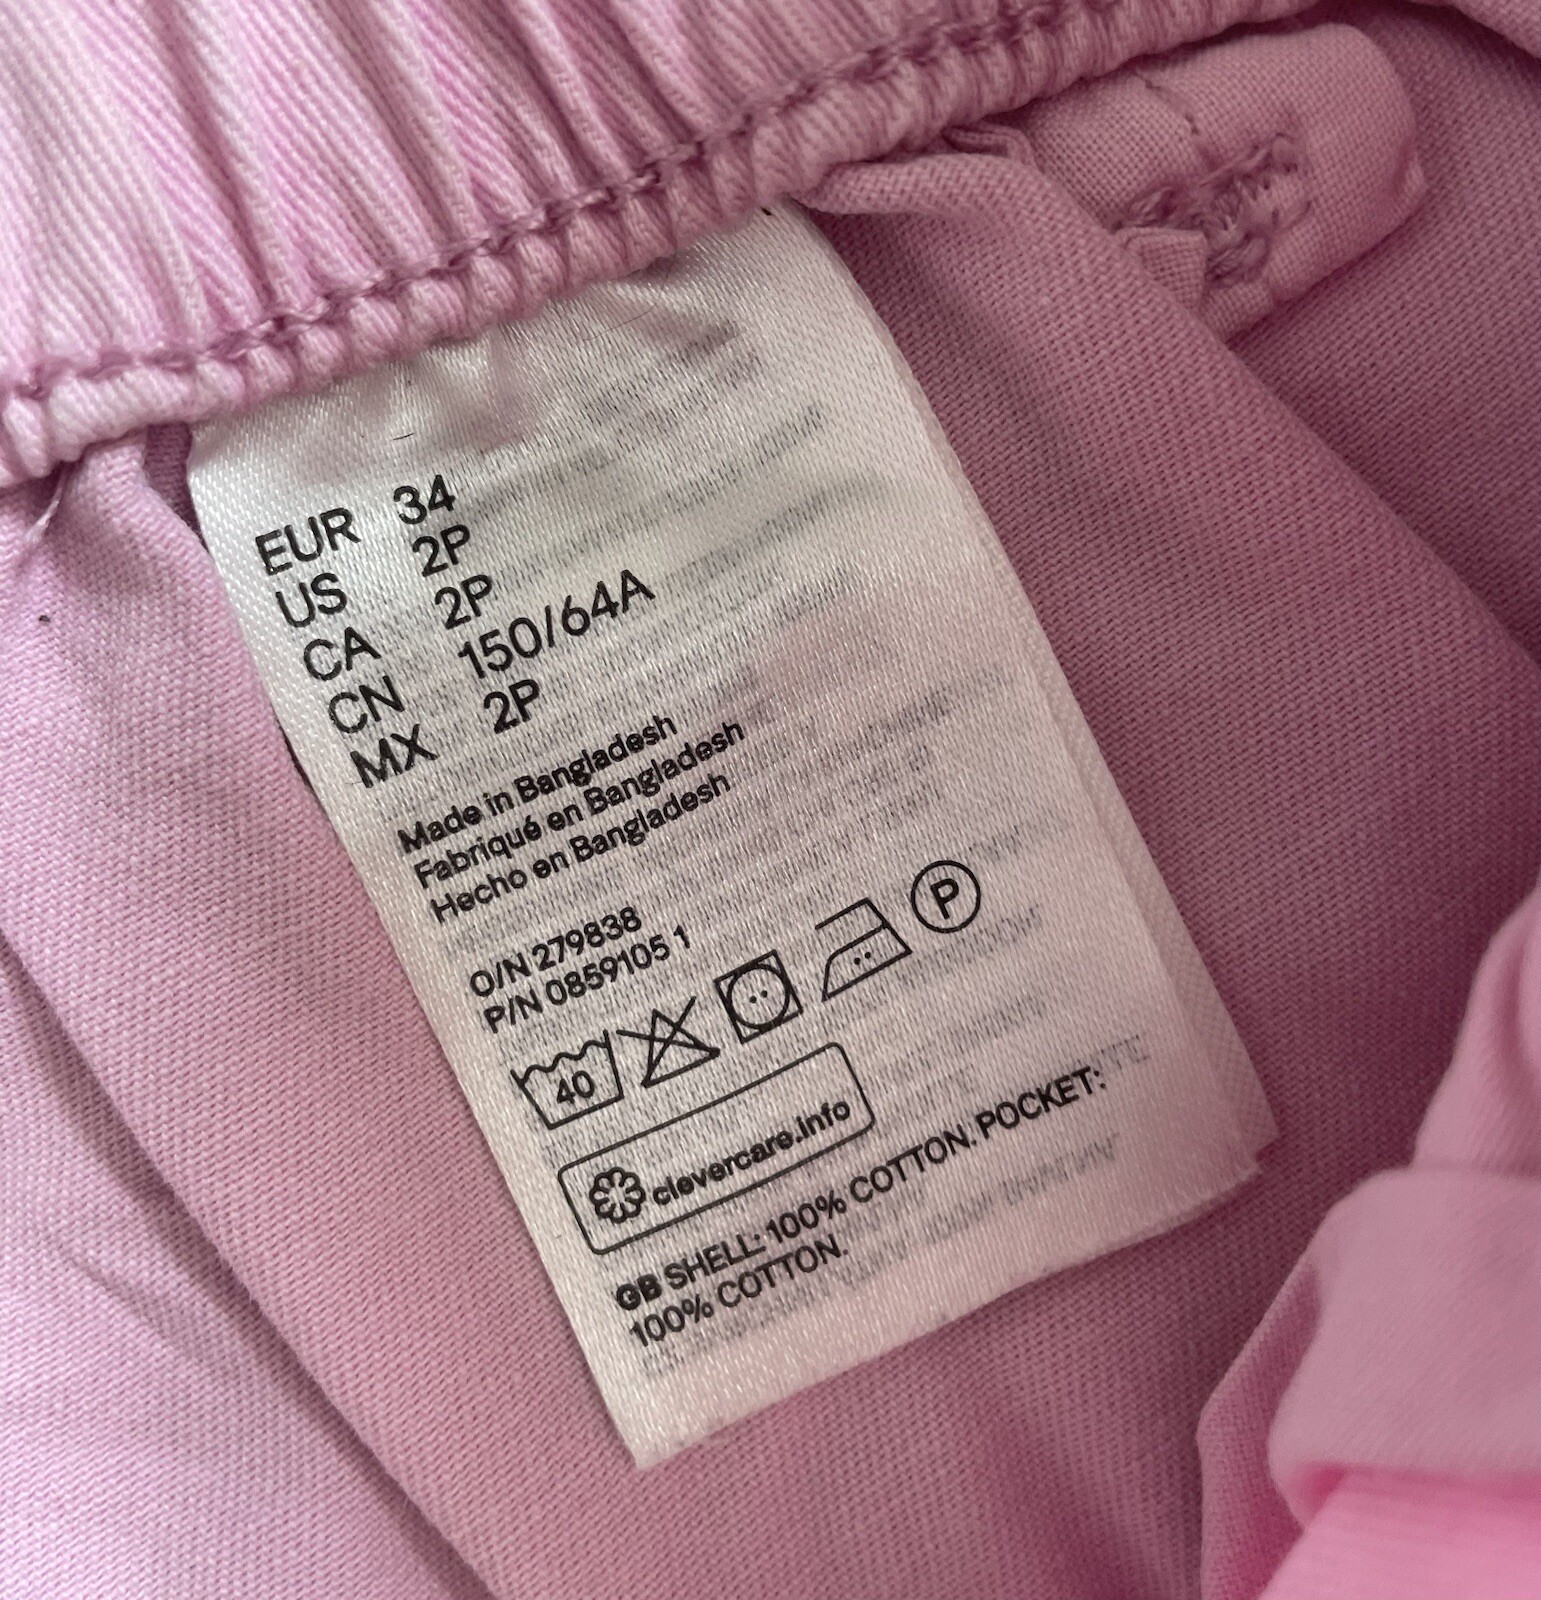 EUR 34
US 2P
CA 2P
CN 150/64A
MX 2P
Made in Bangladesh
Fabriqué en Bangladesh
Hecho en Bangladesh
O/N 279838
P/N 0859105 1
40
P
clevercare.info
GB SHELL: 100% COTTON. POCKET:
100% COTTON.